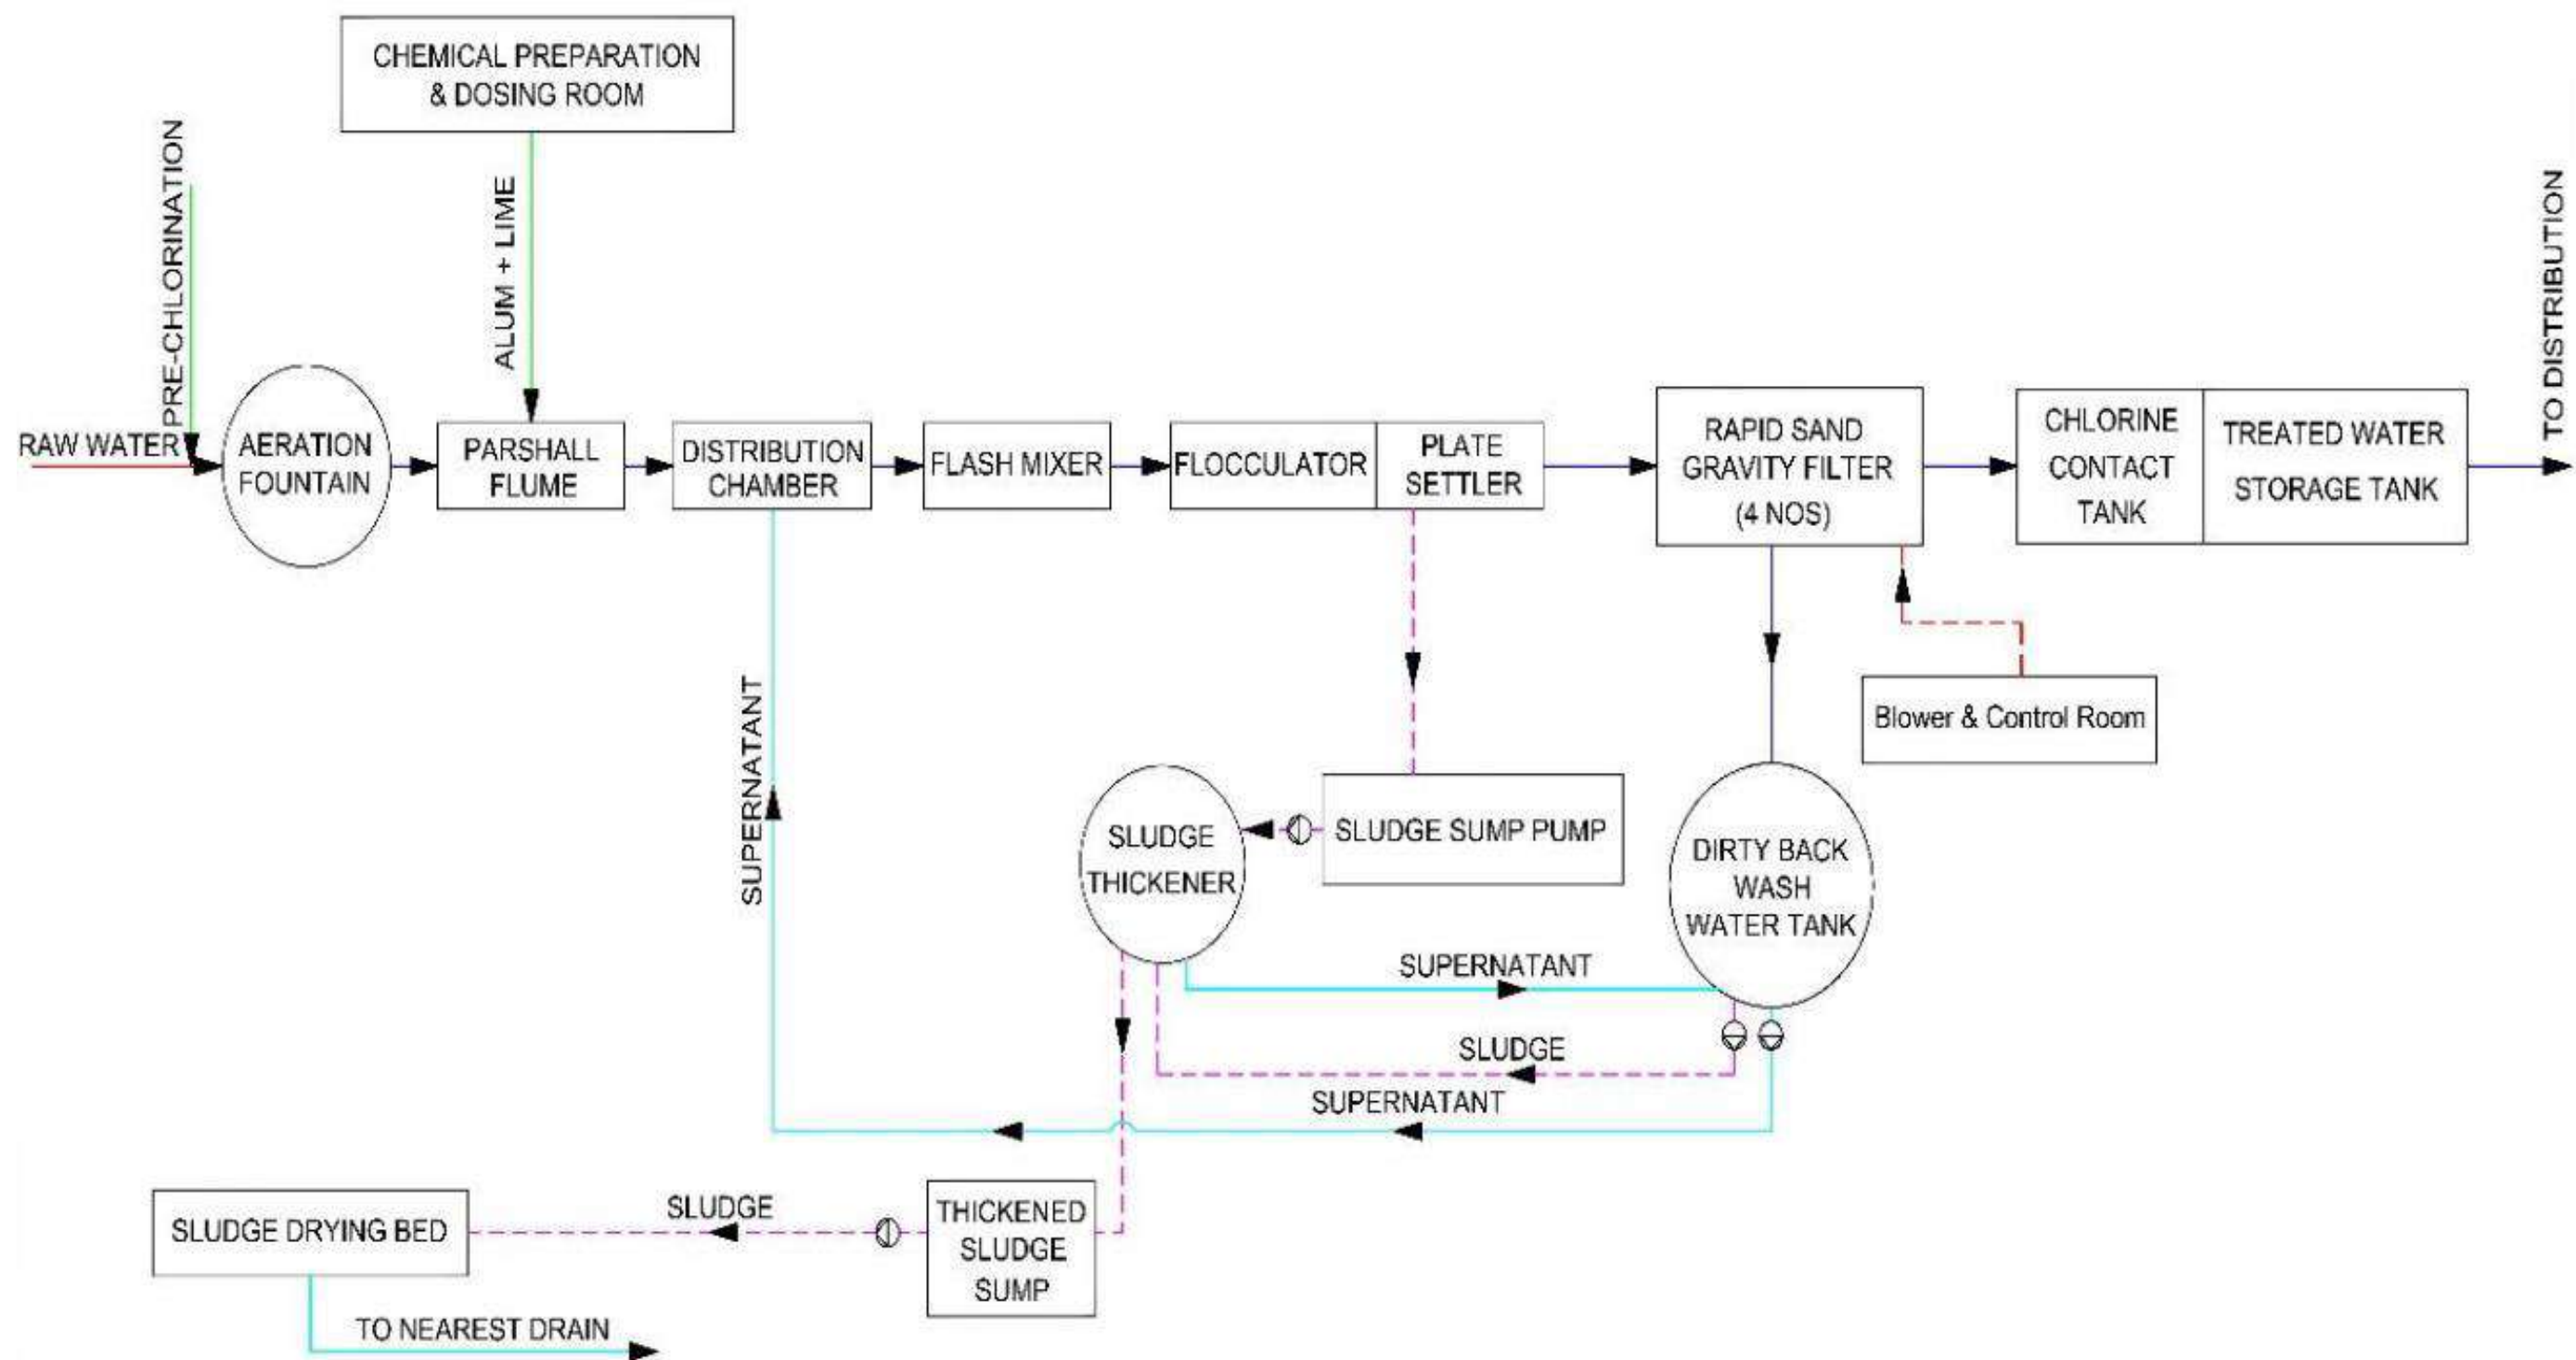 CHEMICAL PREPARATION
& DOSING ROOM
PRE-CHLORINATION
ALUM + LIME
TO DISTRIBUTION
RAW WATER
AERATION
FOUNTAIN
PARSHALL
FLUME
DISTRIBUTION
CHAMBER
FLASH MIXER
FLOCCULATOR
PLATE
SETTLER
RAPID SAND
GRAVITY FILTER
(4 NOS)
CHLORINE
CONTACT
TANK
TREATED WATER
STORAGE TANK
Blower & Control Room
SUPERNATANT
SLUDGE
THICKENER
SLUDGE SUMP PUMP
DIRTY BACK
WASH
WATER TANK
SUPERNATANT
SLUDGE
SUPERNATANT
SLUDGE DRYING BED
SLUDGE
THICKENED
SLUDGE
SUMP
TO NEAREST DRAIN